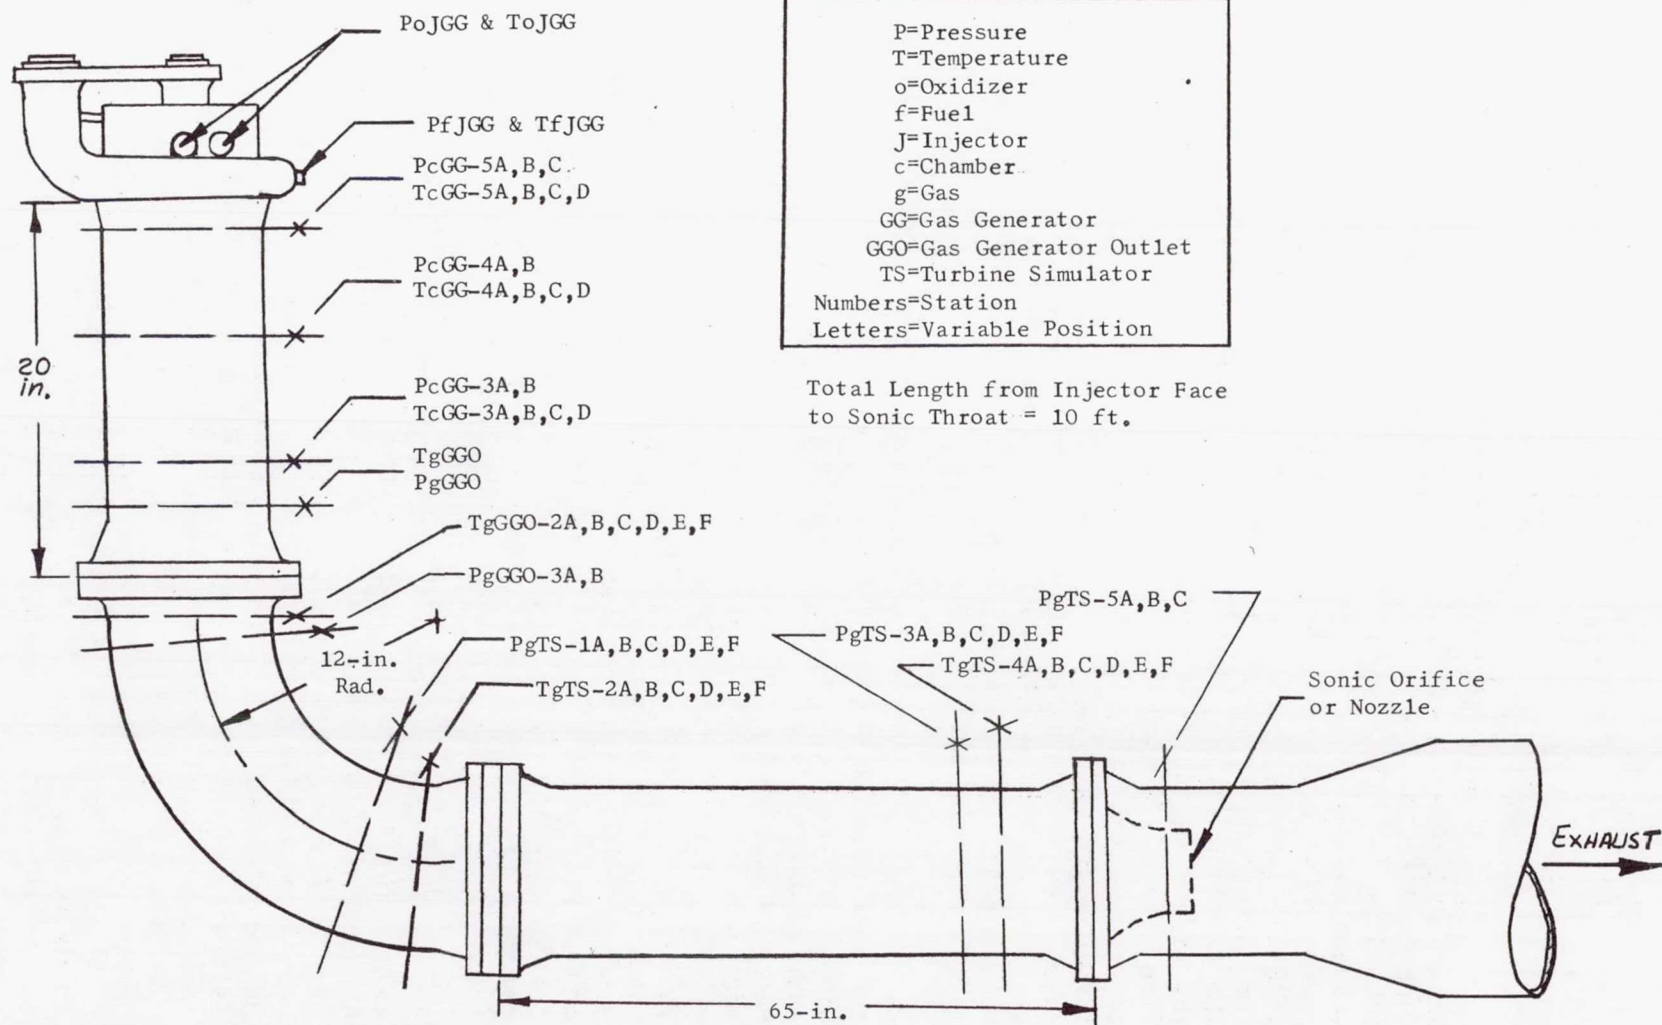 PoJGG & ToJGG
PfJGG & TfJGG
PcGG-5A,B,C
TcGG-5A,B,C,D
PcGG-4A,B
TcGG-4A,B,C,D
20
in.
PcGG-3A,B
TcGG-3A,B,C,D
TgGGO
PgGGO
TgGGO-2A,B,C,D,E,F
PgGGO-3A,B
12-in.
Rad.
PgTS-1A,B,C,D,E,F
TgTS-2A,B,C,D,E,F
P=Pressure
T=Temperature
o=Oxidizer
f=Fuel
J=Injector
c=Chamber
g=Gas
GG=Gas Generator
GGO=Gas Generator Outlet
TS=Turbine Simulator
Numbers=Station
Letters=Variable Position
Total Length from Injector Face
to Sonic Throat = 10 ft.
PgTS-5A,B,C
PgTS-3A,B,C,D,E,F
TgTS-4A,B,C,D,E,F
Sonic Orifice
or Nozzle
EXHAUST
65-in.